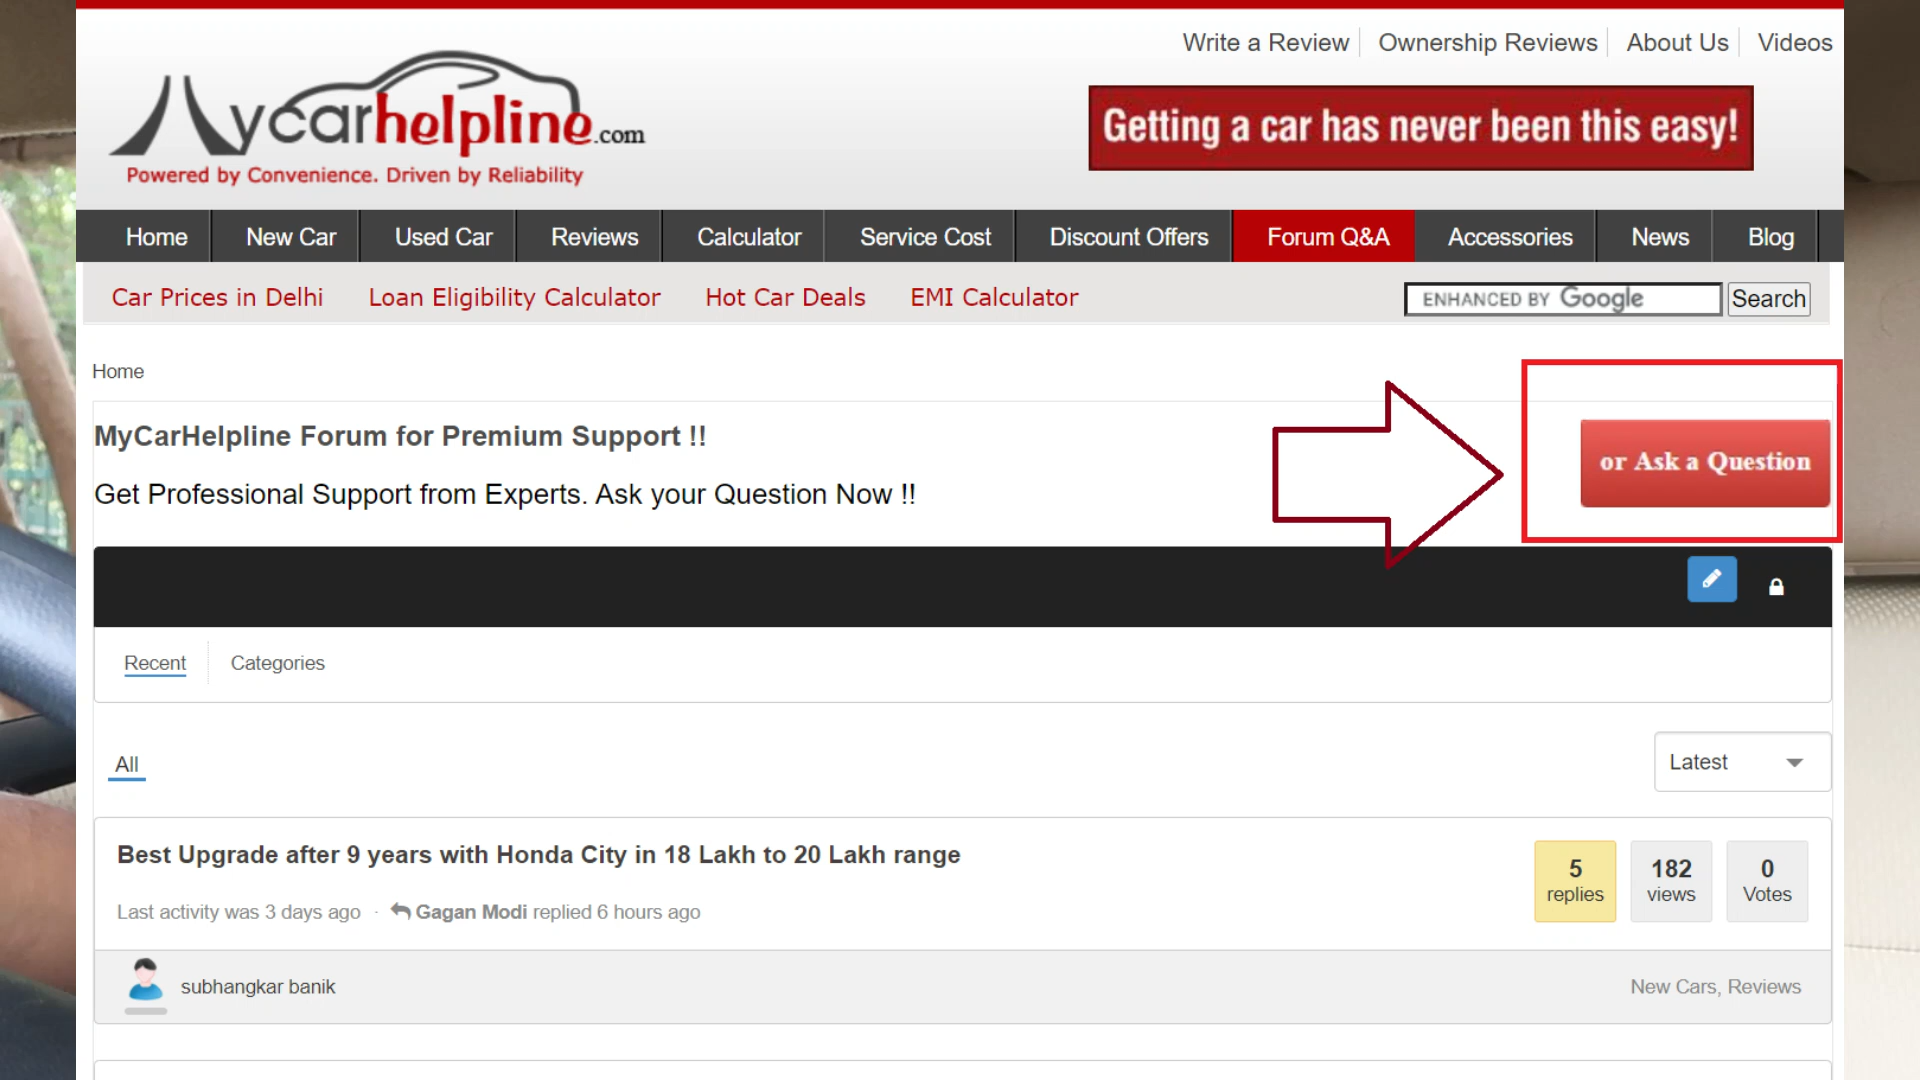 Write a Review
Ownership Reviews
About Us
Videos
Mycarhelpline.com
Powered by Convenience. Driven by Reliability
Getting a car has never been this easy!
Home
New Car
Used Car
Reviews
Calculator
Service Cost
Discount Offers
Forum Q&A
Accessories
News
Blog
Car Prices in Delhi
Loan Eligibility Calculator
Hot Car Deals
EMI Calculator
ENHANCED BY Google
Search
Home
MyCarHelpline Forum for Premium Support !!
or Ask a Question
Get Professional Support from Experts. Ask your Question Now !!
Recent
Categories
All
Latest
Best Upgrade after 9 years with Honda City in 18 Lakh to 20 Lakh range
Last activity was 3 days ago · Gagan Modi replied 6 hours ago
5
replies
182
views
0
Votes
subhangkar banik
New Cars, Reviews